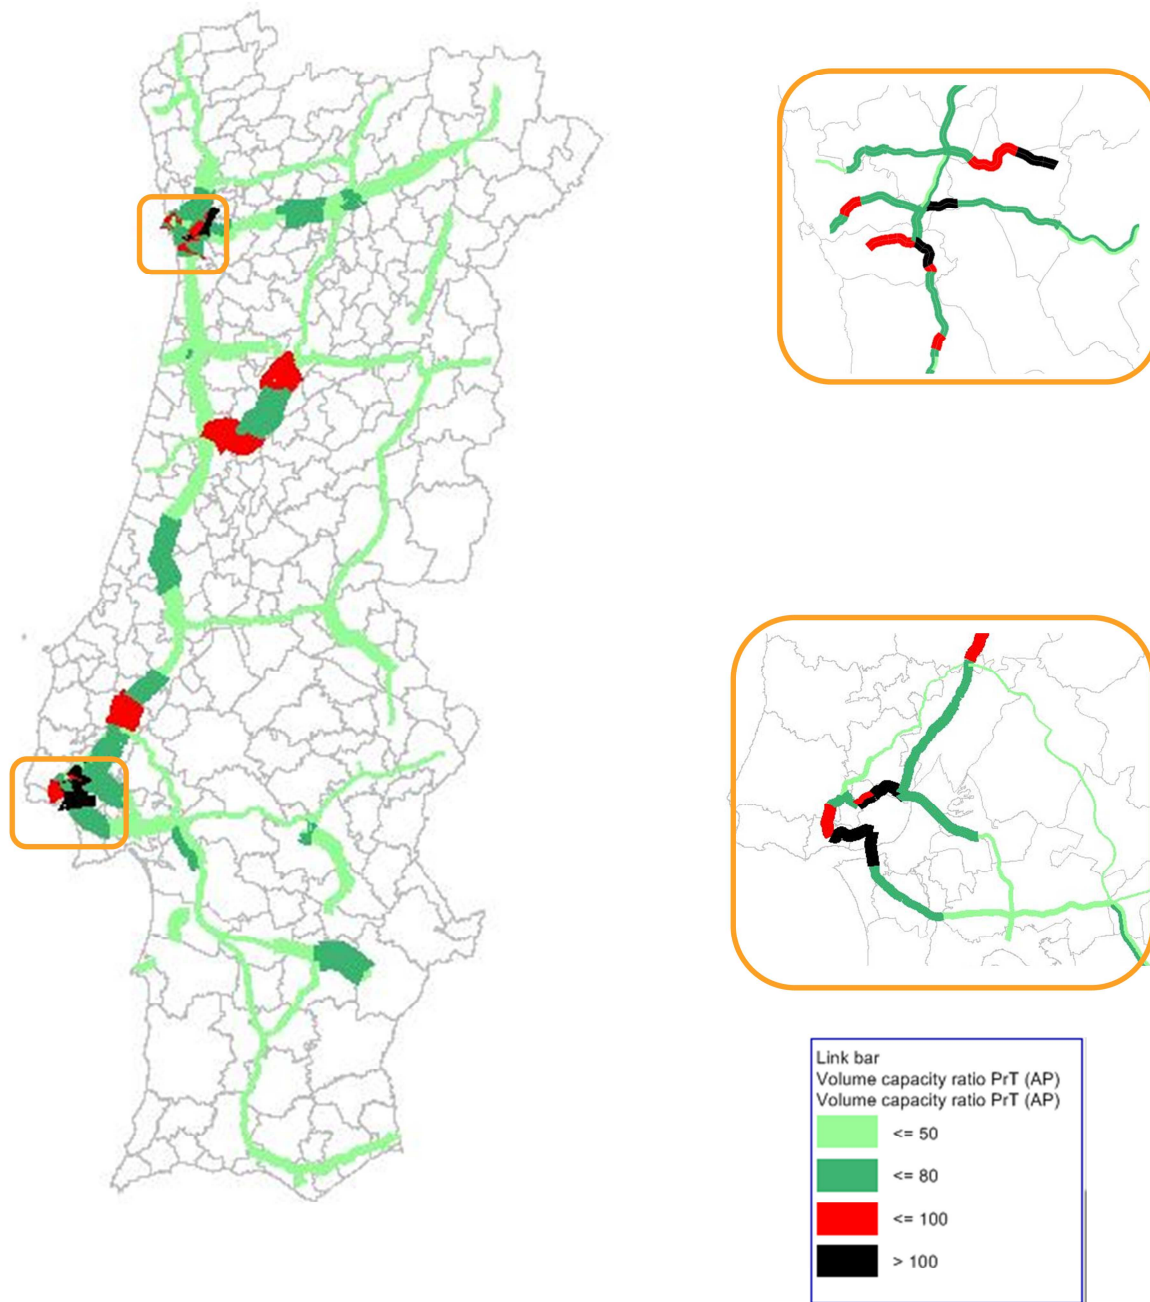 Link bar
Volume capacity ratio PrT (AP)
Volume capacity ratio PrT (AP)
<= 50
<= 80
<= 100
> 100